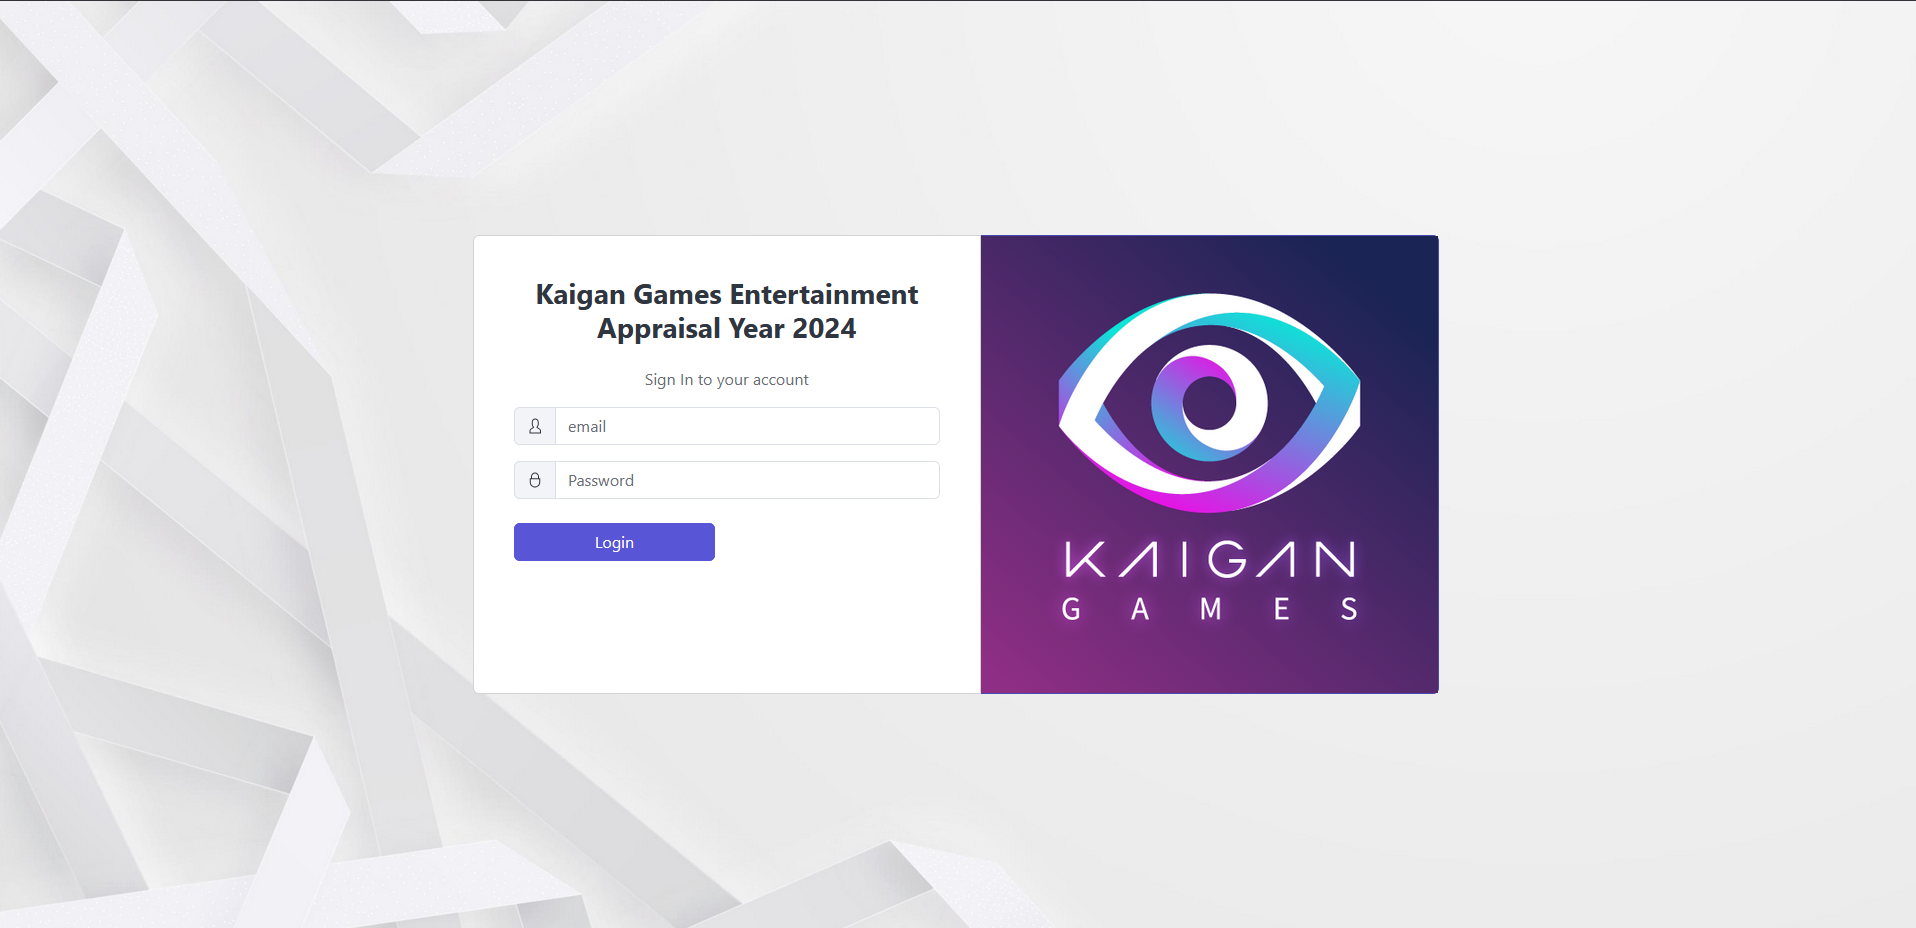 Kaigan Games Entertainment
Appraisal Year 2024
Sign In to your account
email
Password
Login
KAIGAN
GAMES